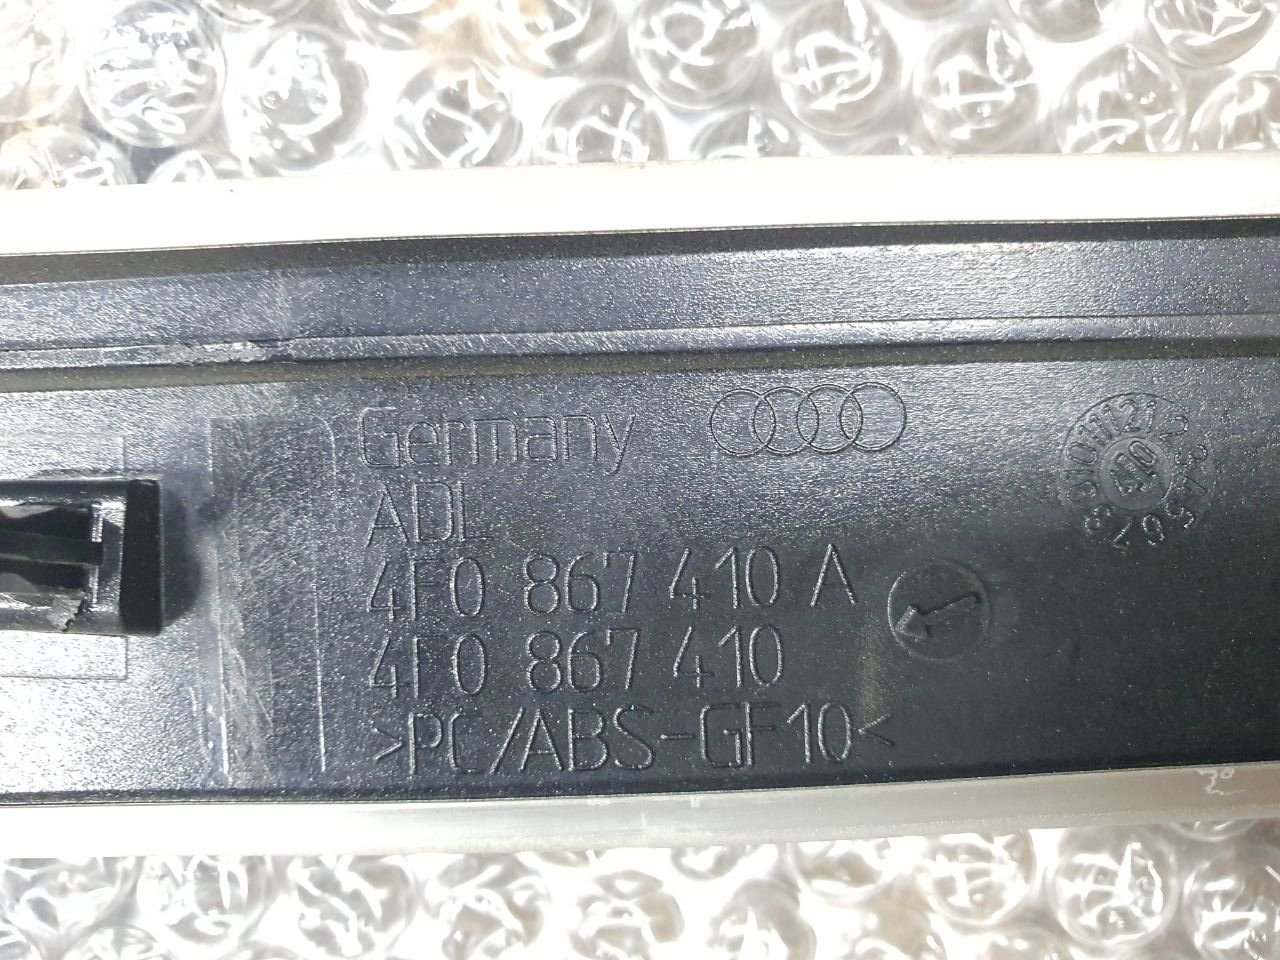 Germany
ADL
4F0 867 410 A
4F0 867 410
>PC/ABS-GF10<